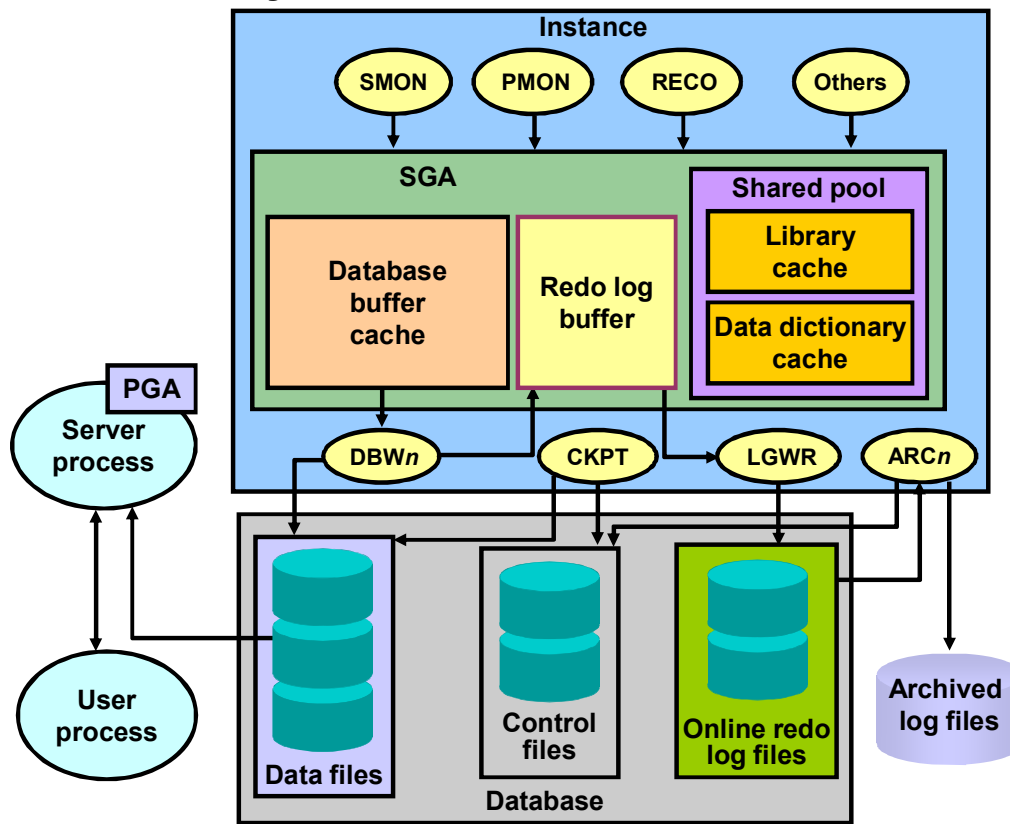 Instance
SMON
PMON
RECO
Others
SGA
Shared pool
Library
cache
Data dictionary
cache
Database
buffer
cache
Redo log
buffer
PGA
Server
process
DBWn
CKPT
LGWR
ARCn
User
process
Data files
Control
files
Online redo
log files
Archived
log files
Database